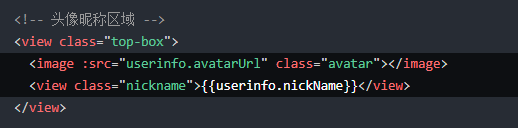 <!-- 头像昵称区域 -->
<view class="top-box">
  <image :src="userinfo.avatarUrl" class="avatar"></image>
  <view class="nickname">{{userinfo.nickName}}</view>
</view>